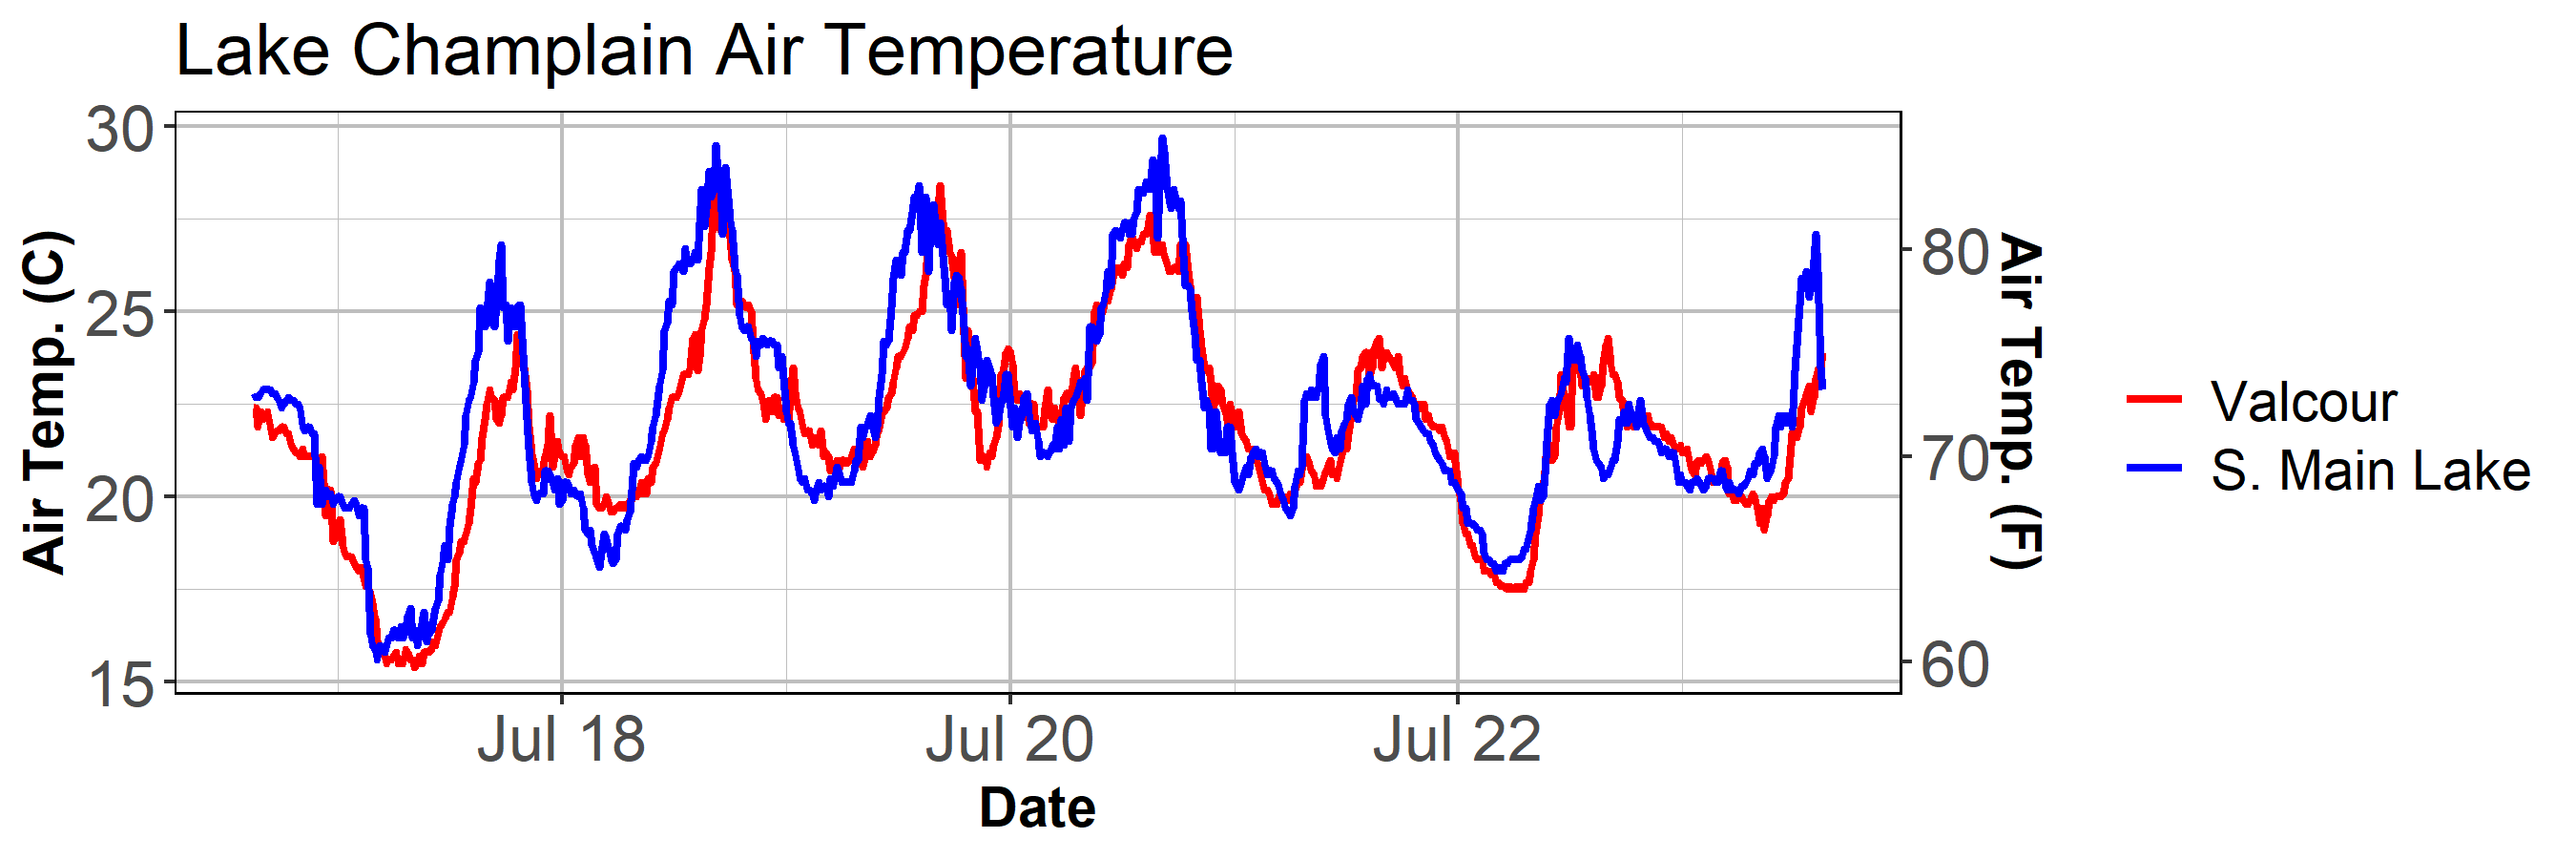 Lake Champlain Air Temperature
Air Temp. (C)
30
25
20
15
Jul 18
Jul 20
Jul 22
Date
80
70
60
Air Temp. (F)
Valcour
S. Main Lake